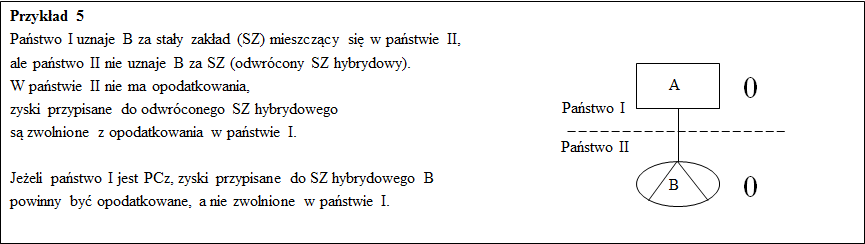 Przykład 5
Państwo I uznaje B za stały zakład (SZ) mieszczący się w państwie II,
ale państwo II nie uznaje B za SZ (odwrócony SZ hybrydowy).
W państwie II nie ma opodatkowania,
zyski przypisane do odwróconego SZ hybrydowego
są zwolnione z opodatkowania w państwie I.
Jeżeli państwo I jest PCz, zyski przypisane do SZ hybrydowego B
powinny być opodatkowane, a nie zwolnione w państwie I.
A
0
Państwo I
Państwo II
B
0